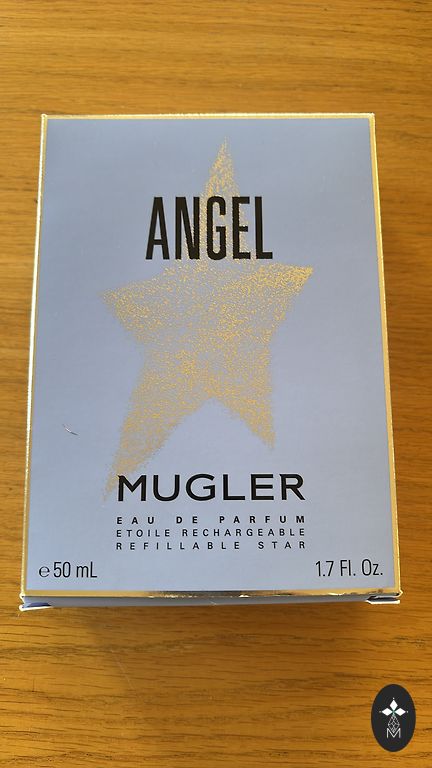 ANGEL
MUGLER
EAU DE PARFUM
ETOILE RECHARGEABLE
REFILLABLE STAR
℮ 50 mL 1.7 Fl. Oz.
M